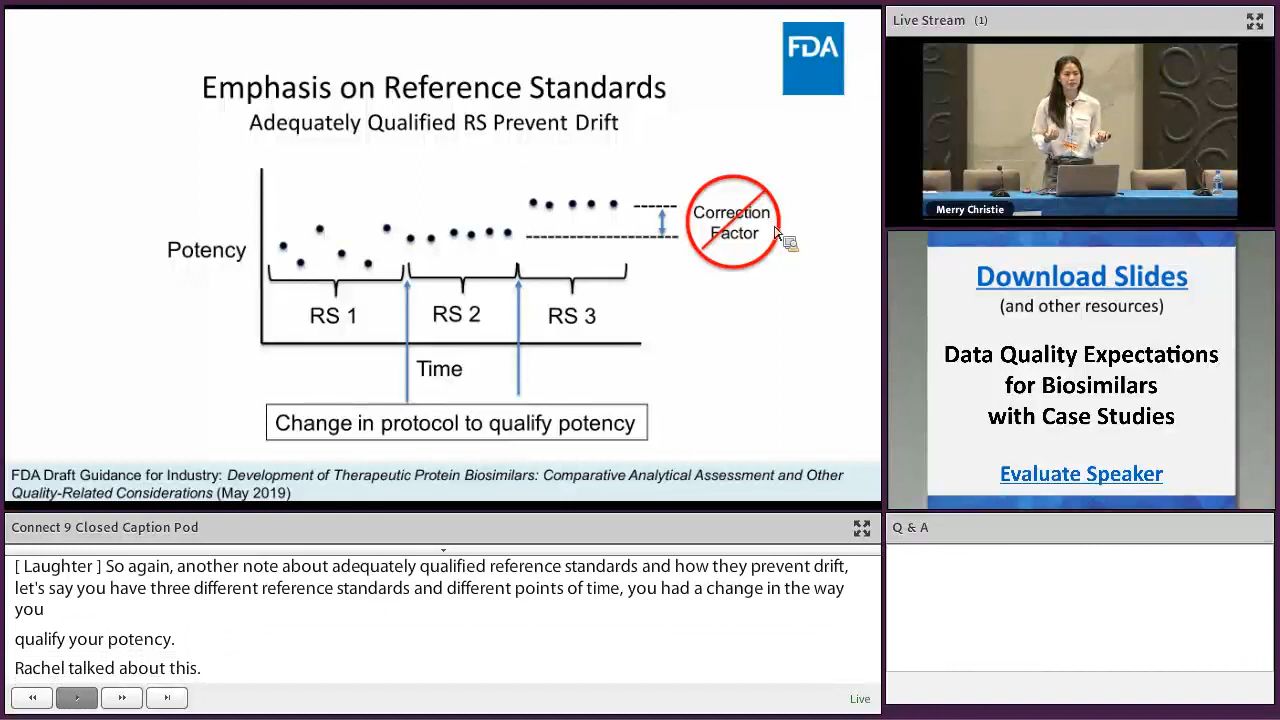 FDA
Emphasis on Reference Standards
Adequately Qualified RS Prevent Drift
Potency
Correction
Factor
RS 1
RS 2
RS 3
Time
Change in protocol to qualify potency
FDA Draft Guidance for Industry: Development of Therapeutic Protein Biosimilars: Comparative Analytical Assessment and Other
Quality-Related Considerations (May 2019)
Live Stream (1)
Merry Christie
Download Slides
(and other resources)
Data Quality Expectations
for Biosimilars
with Case Studies
Evaluate Speaker
Connect 9 Closed Caption Pod
[ Laughter ] So again, another note about adequately qualified reference standards and how they prevent drift,
let's say you have three different reference standards and different points of time, you had a change in the way
you
qualify your potency.
Rachel talked about this.
Live
Q & A